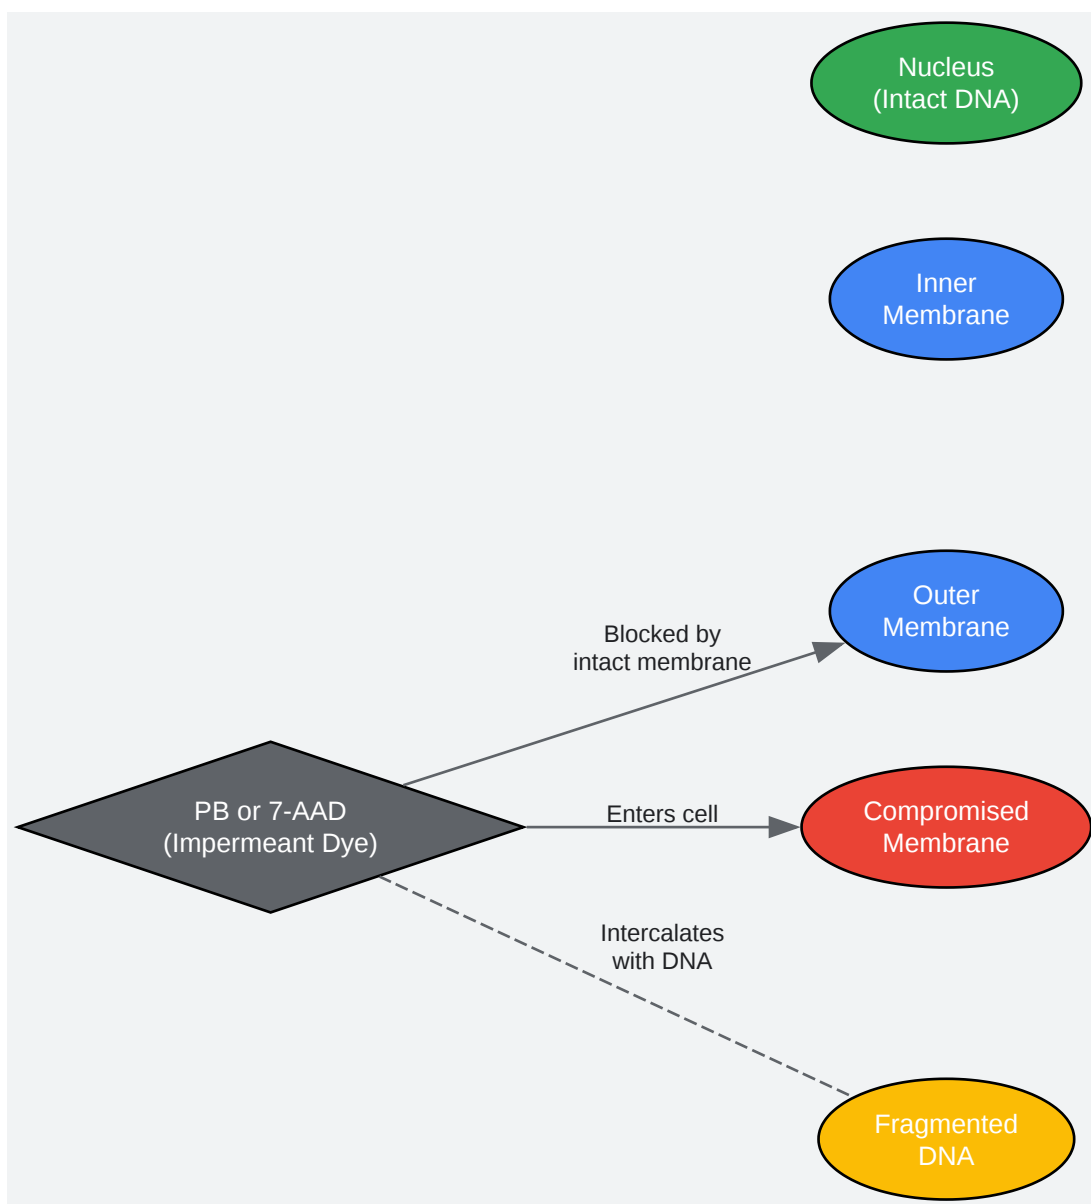 Nucleus
(Intact DNA)
Inner
Membrane
Outer
Membrane
Blocked by
intact membrane
PB or 7-AAD
(Impermeant Dye)
Enters cell
Compromised
Membrane
Intercalates
with DNA
Fragmented
DNA